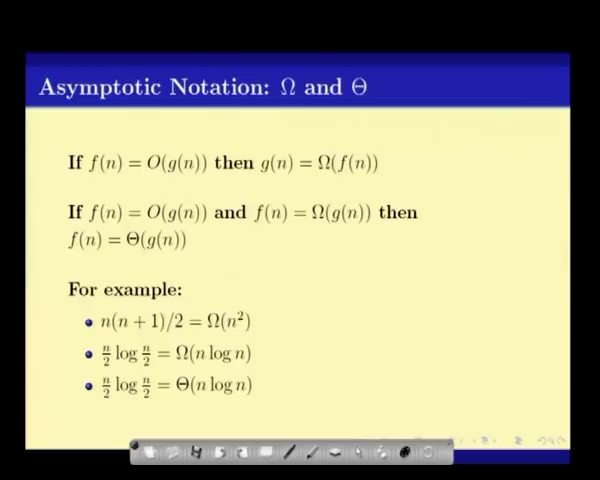 Asymptotic Notation: Ω and Θ
If f(n) = O(g(n)) then g(n) = Ω(f(n))
If f(n) = O(g(n)) and f(n) = Ω(g(n)) then
f(n) = Θ(g(n))
For example:
• n(n + 1)/2 = Ω(n²)
• n/2 log n/2 = Ω(n log n)
• n/2 log n/2 = Θ(n log n)